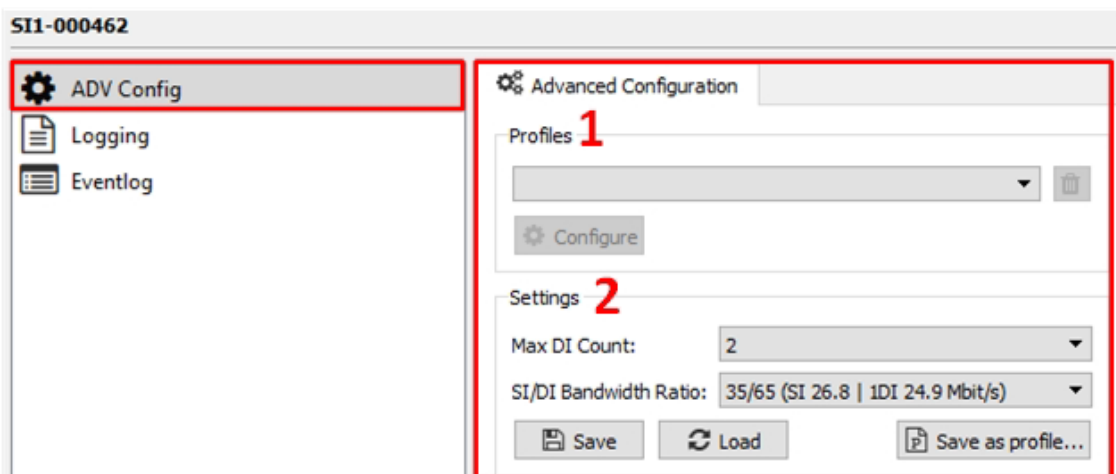 SI1-000462
ADV Config
Logging
Eventlog
Advanced Configuration
Profiles 1
Configure
Settings 2
Max DI Count: 2
SI/DI Bandwidth Ratio: 35/65 (SI 26.8 | 1DI 24.9 Mbit/s)
Save Load Save as profile...